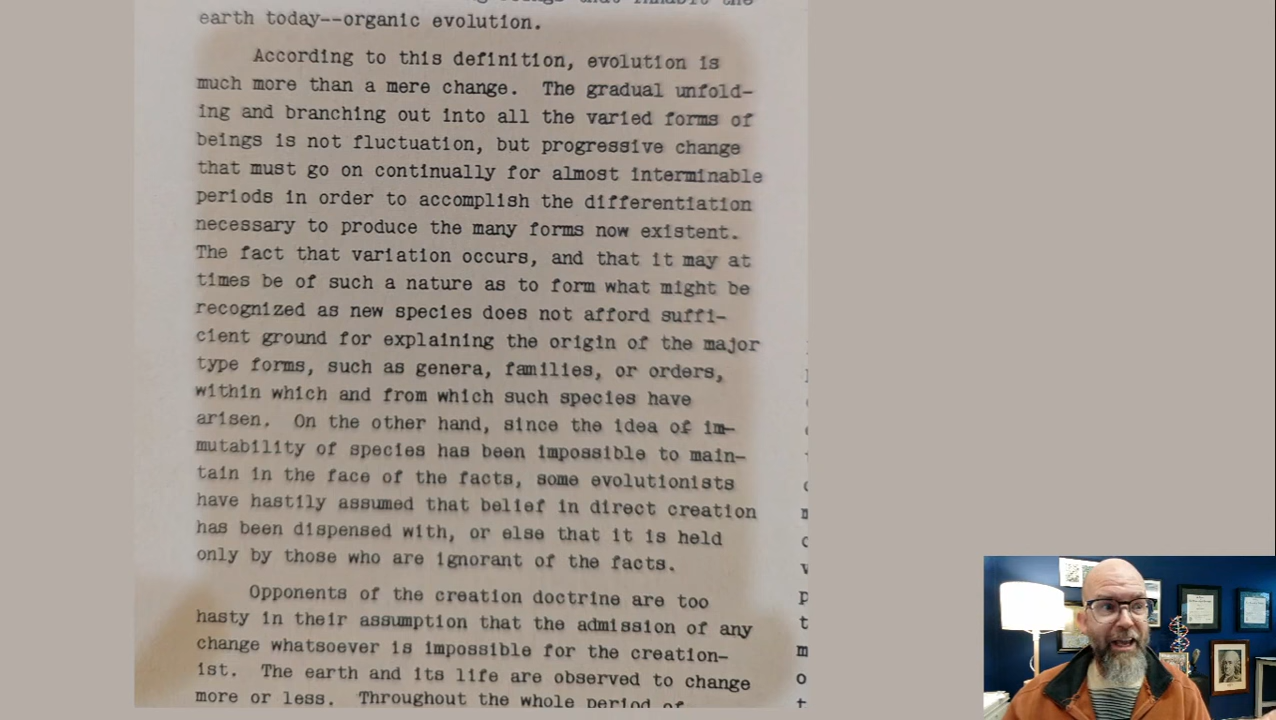 earth today--organic evolution.
According to this definition, evolution is
much more than a mere change. The gradual unfold-
ing and branching out into all the varied forms of
beings is not fluctuation, but progressive change
that must go on continually for almost interminable
periods in order to accomplish the differentiation
necessary to produce the many forms now existent.
The fact that variation occurs, and that it may at
times be of such a nature as to form what might be
recognized as new species does not afford suffi-
cient ground for explaining the origin of the major
type forms, such as genera, families, or orders,
within which and from which such species have
arisen. On the other hand, since the idea of im-
mutability of species has been impossible to main-
tain in the face of the facts, some evolutionists
have hastily assumed that belief in direct creation
has been dispensed with, or else that it is held
only by those who are ignorant of the facts.
Opponents of the creation doctrine are too
hasty in their assumption that the admission of any
change whatsoever is impossible for the creation-
ist. The earth and its life are observed to change
more or less. Throughout the whole period of